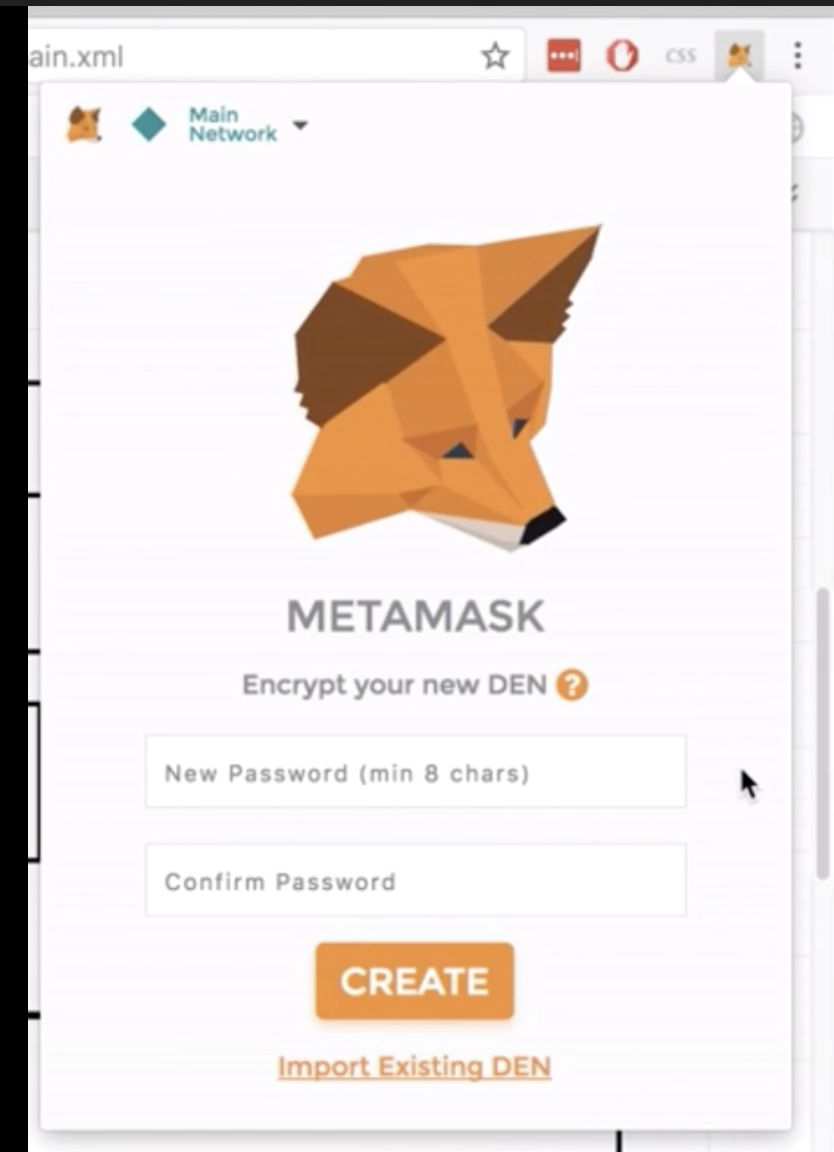 ain.xml
CSS
Main
Network
METAMASK
Encrypt your new DEN ?
New Password (min 8 chars)
Confirm Password
CREATE
Import Existing DEN